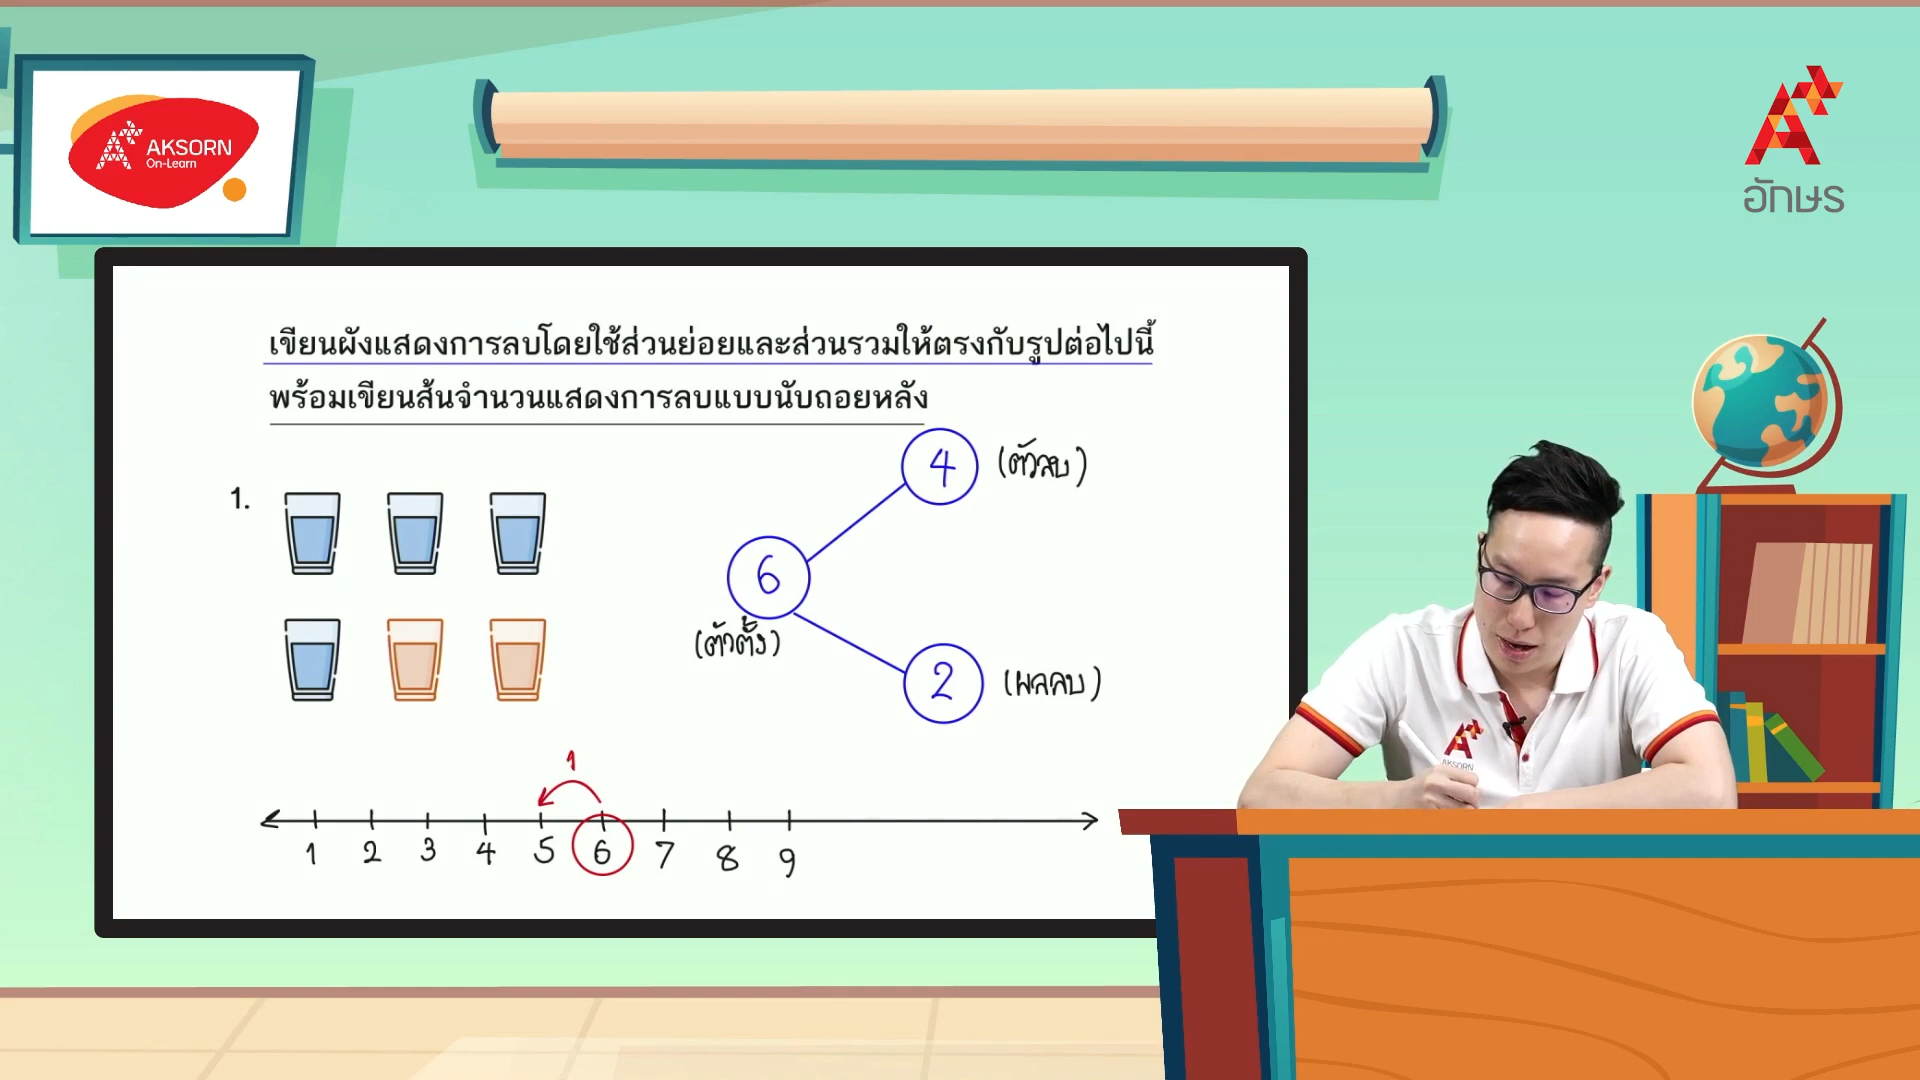 AKSORN
On-Learn
อักษร
เขียนผังแสดงการลบโดยใช้ส่วนย่อยและส่วนรวมให้ตรงกับรูปต่อไปนี้
พร้อมเขียนเส้นจำนวนแสดงการลบแบบนับถอยหลัง
4 (ตัวลบ)
1.
6
(ตัวตั้ง)
2 (ผลลบ)
1
1 2 3 4 5 6 7 8 9
AKSORN